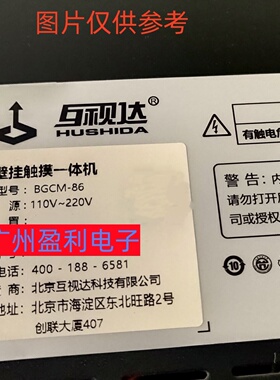 图片仅供参考
互视达®
HUSHIDA
壁挂触摸一体机
型号: BGCM-86
源: 110V~220V
广州盈利电子
电话: 400-188-6581
北京互视达科技有限公司
北京市海淀区东北旺路2号
创联大厦407
有触电危
警告: 内
请勿打开
司或授权